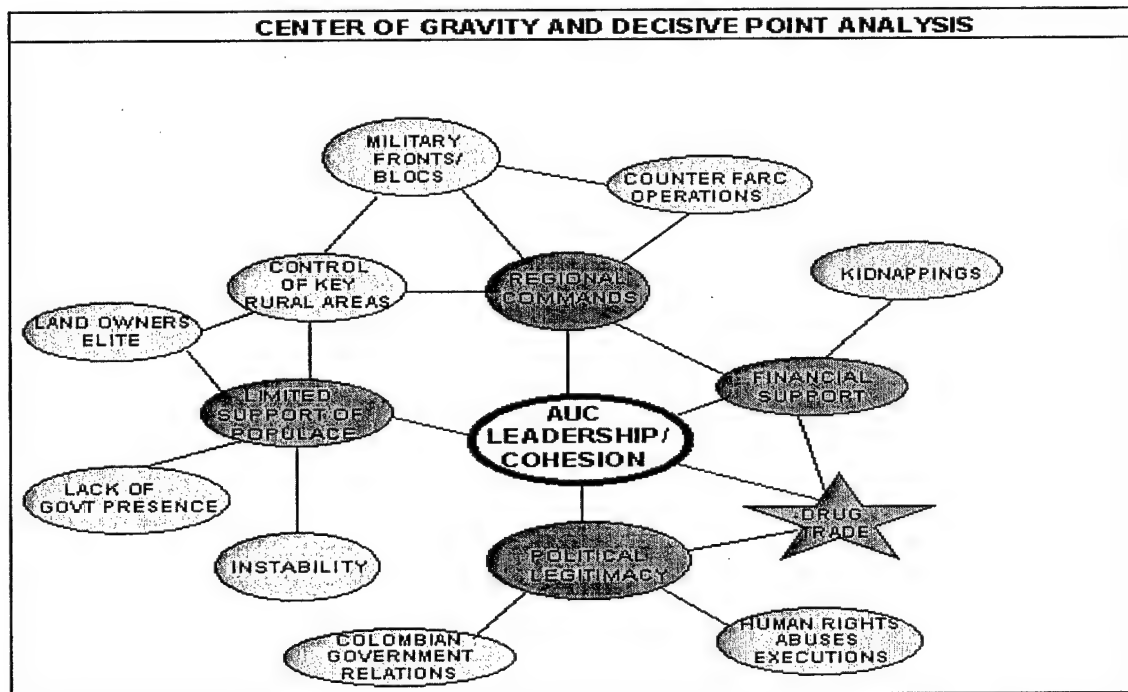 CENTER OF GRAVITY AND DECISIVE POINT ANALYSIS
MILITARY
FRONTS/
BLOCS
COUNTER FARC
OPERATIONS
CONTROL
OF KEY
RURAL AREAS
REGIONAL
COMMANDS
KIDNAPPINGS
LAND OWNERS
ELITE
LIMITED
SUPPORT OF
POPULACE
FINANCIAL
SUPPORT
AUC
LEADERSHIP/
COHESION
LACK OF
GOVT PRESENCE
DRUG
TRADE
INSTABILITY
POLITICAL
LEGITIMACY
COLOMBIAN
GOVERNMENT
RELATIONS
HUMAN RIGHTS
ABUSES
EXECUTIONS